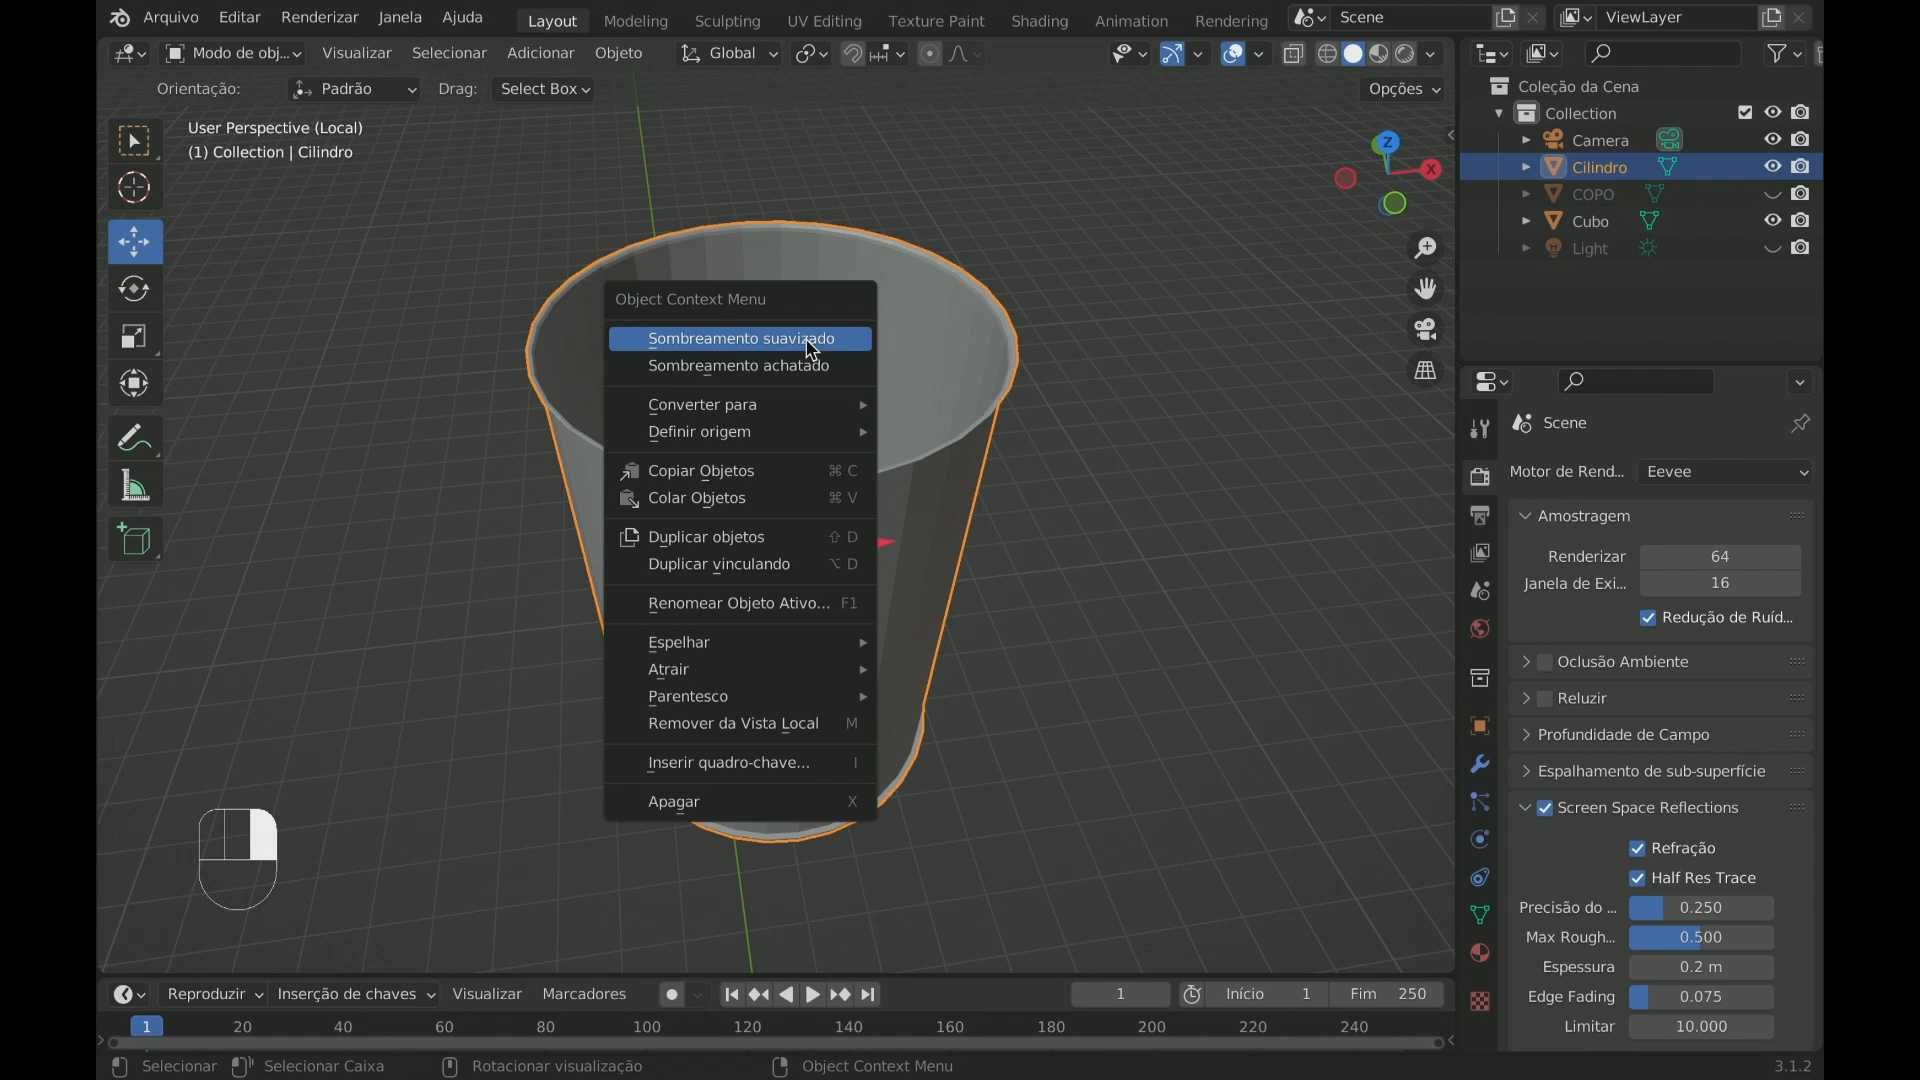 Arquivo Editar Renderizar Janela Ajuda Layout Modeling Sculpting UV Editing Texture Paint Shading Animation Rendering Scene ViewLayer
Modo de obj... Visualizar Selecionar Adicionar Objeto Global
Orientação: Padrão Drag: Select Box Opções
User Perspective (Local)
(1) Collection | Cilindro
Z
X
Object Context Menu
Sombreamento suavizado
Sombreamento achatado
Converter para
Definir origem
Copiar Objetos ⌘ C
Colar Objetos ⌘ V
Duplicar objetos ⇧ D
Duplicar vinculando ⌥ D
Renomear Objeto Ativo... F1
Espelhar
Atrair
Parentesco
Remover da Vista Local M
Inserir quadro-chave... I
Apagar X
Coleção da Cena
Collection
Camera
Cilindro
COPO
Cubo
Light
Scene
Motor de Rend... Eevee
Amostragem
Renderizar 64
Janela de Exi... 16
Redução de Ruíd...
Oclusão Ambiente
Reluzir
Profundidade de Campo
Espalhamento de sub-superfície
Screen Space Reflections
Refração
Half Res Trace
Precisão do ... 0.250
Max Rough... 0.500
Espessura 0.2 m
Edge Fading 0.075
Limitar 10.000
Reproduzir Inserção de chaves Visualizar Marcadores 1 Início 1 Fim 250
1 20 40 60 80 100 120 140 160 180 200 220 240
Selecionar Selecionar Caixa Rotacionar visualização Object Context Menu 3.1.2